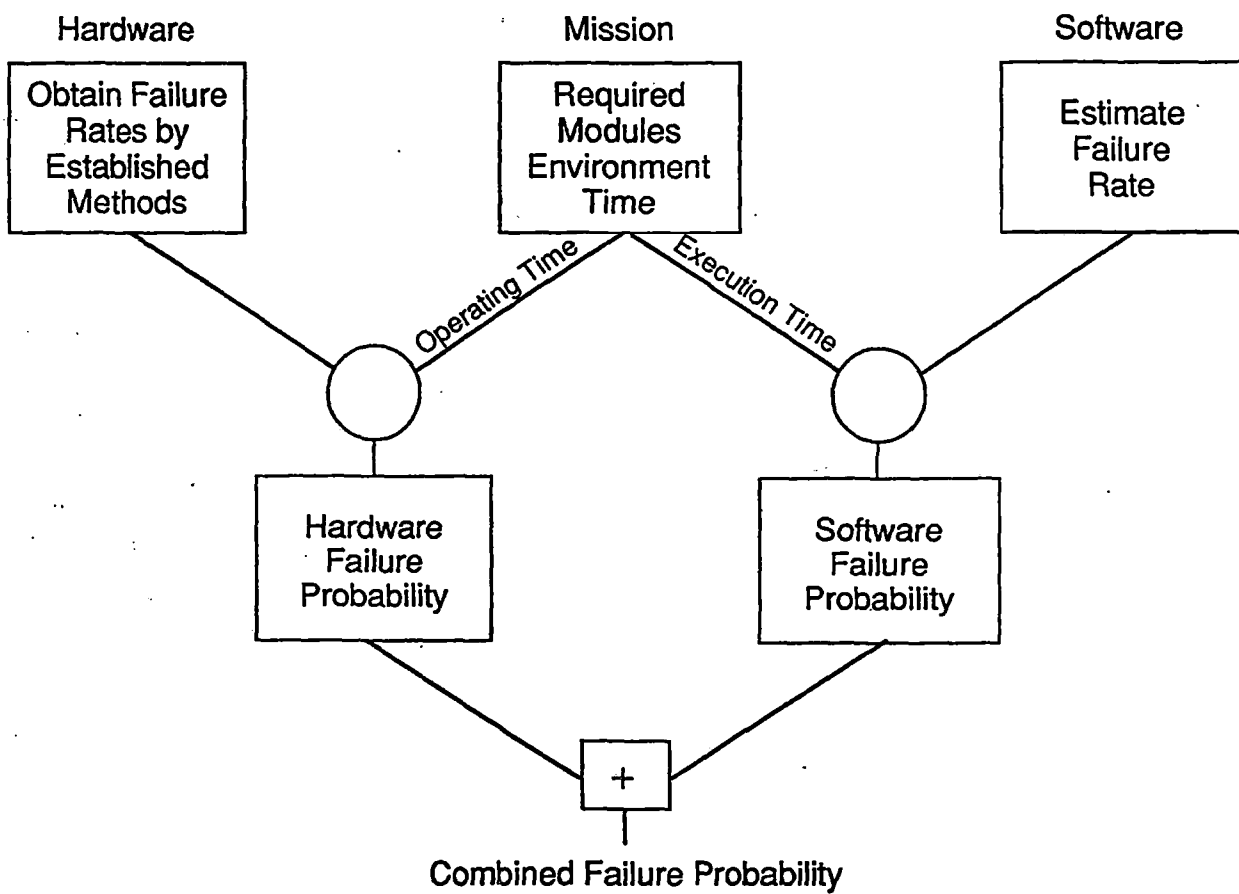 Hardware
Mission
Software
Obtain Failure
Rates by
Established
Methods
Required
Modules
Environment
Time
Estimate
Failure
Rate
Operating Time
Execution Time
Hardware
Failure
Probability
Software
Failure
Probability
+
Combined Failure Probability